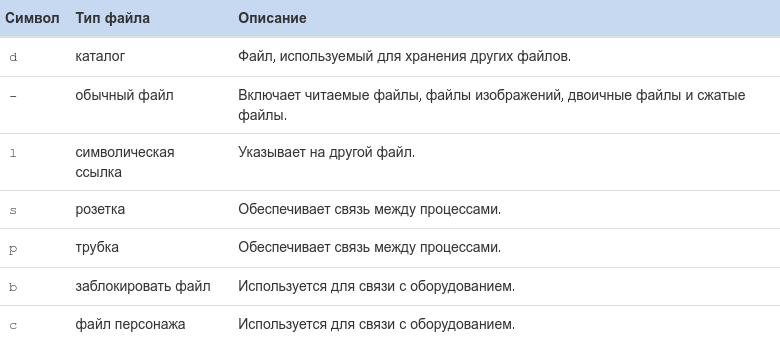 Символ Тип файла Описание
d каталог Файл, используемый для хранения других файлов.
- обычный файл Включает читаемые файлы, файлы изображений, двоичные файлы и сжатые
файлы.
l символическая Указывает на другой файл.
ссылка
s розетка Обеспечивает связь между процессами.
p трубка Обеспечивает связь между процессами.
b заблокировать файл Используется для связи с оборудованием.
c файл персонажа Используется для связи с оборудованием.